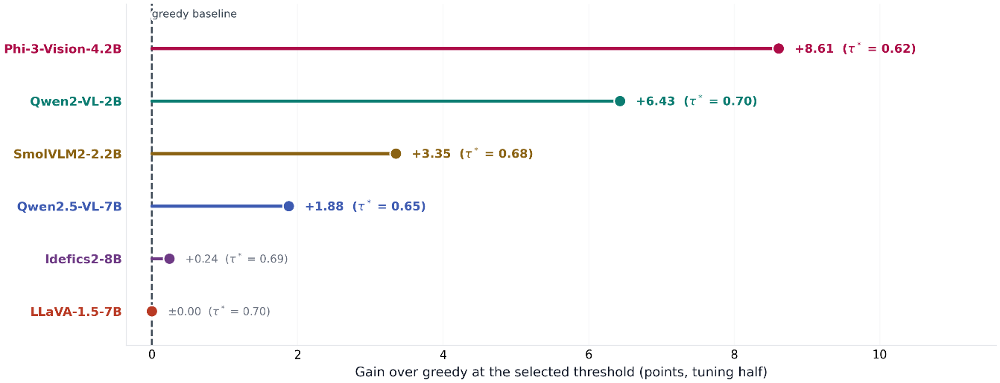 greedy baseline
Phi-3-Vision-4.2B +8.61 (τ* = 0.62)
Qwen2-VL-2B +6.43 (τ* = 0.70)
SmolVLM2-2.2B +3.35 (τ* = 0.68)
Qwen2.5-VL-7B +1.88 (τ* = 0.65)
Idefics2-8B +0.24 (τ* = 0.69)
LLaVA-1.5-7B ±0.00 (τ* = 0.70)
0 2 4 6 8 10
Gain over greedy at the selected threshold (points, tuning half)